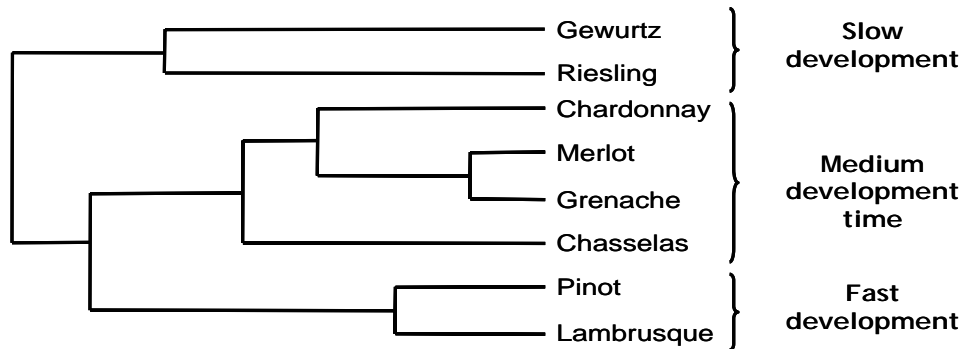 Gewurtz
Riesling
Slow
development
Chardonnay
Merlot
Grenache
Chasselas
Medium
development
time
Pinot
Lambrusque
Fast
development